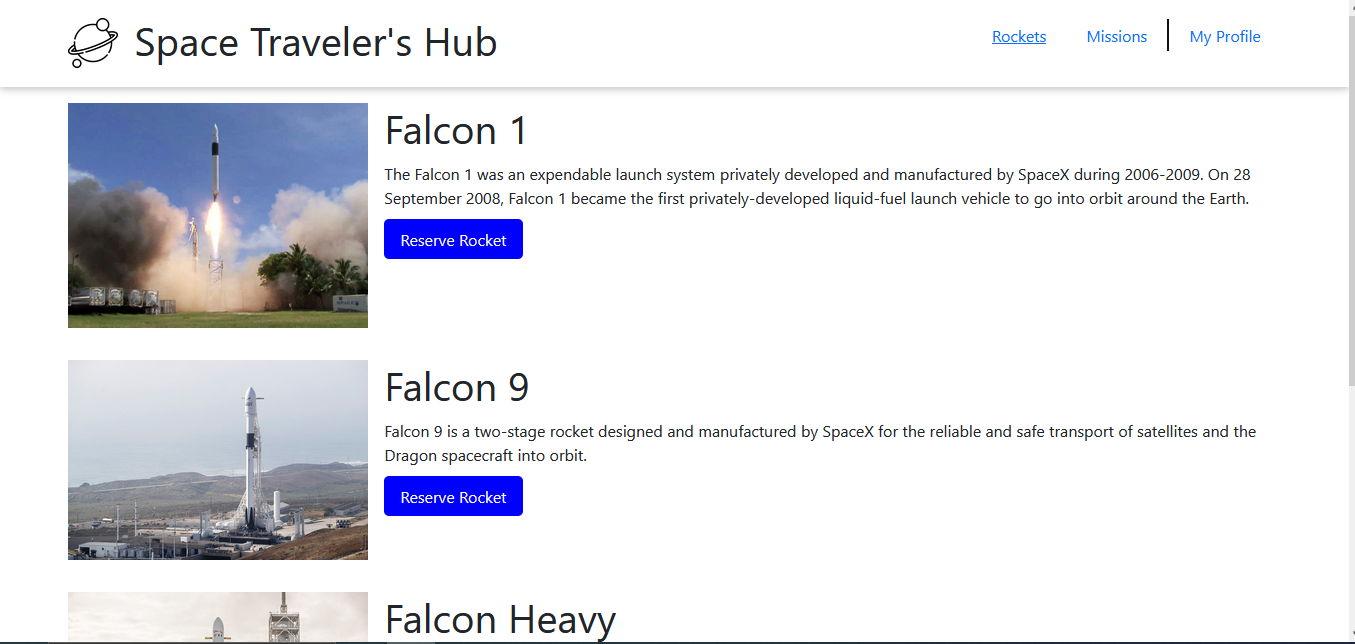 Space Traveler's Hub
Rockets
Missions
My Profile
Falcon 1
The Falcon 1 was an expendable launch system privately developed and manufactured by SpaceX during 2006-2009. On 28
September 2008, Falcon 1 became the first privately-developed liquid-fuel launch vehicle to go into orbit around the Earth.
Reserve Rocket
Falcon 9
Falcon 9 is a two-stage rocket designed and manufactured by SpaceX for the reliable and safe transport of satellites and the
Dragon spacecraft into orbit.
Reserve Rocket
Falcon Heavy